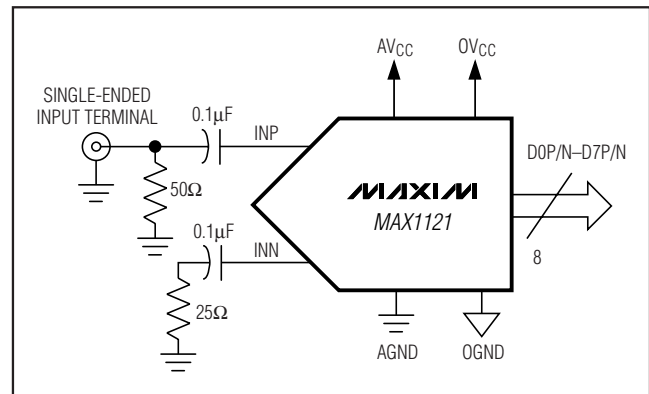 AVCC
OVCC
SINGLE-ENDED
INPUT TERMINAL
0.1µF
INP
D0P/N–D7P/N
50Ω
MAXIM
MAX1121
0.1µF
INN
8
25Ω
AGND
OGND